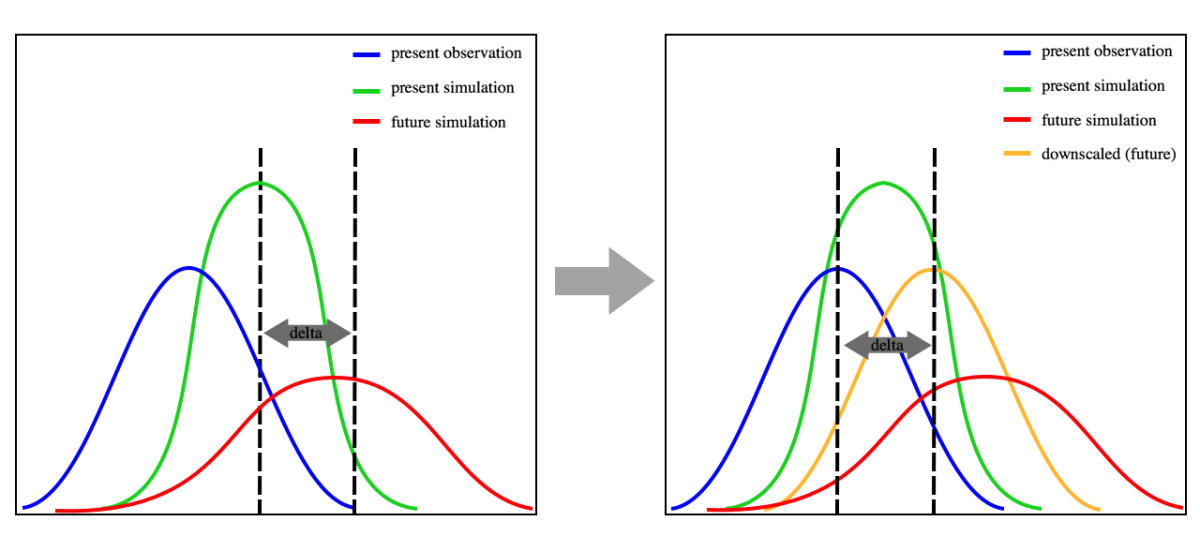 present observation
present simulation
future simulation
delta
present observation
present simulation
future simulation
downscaled (future)
delta